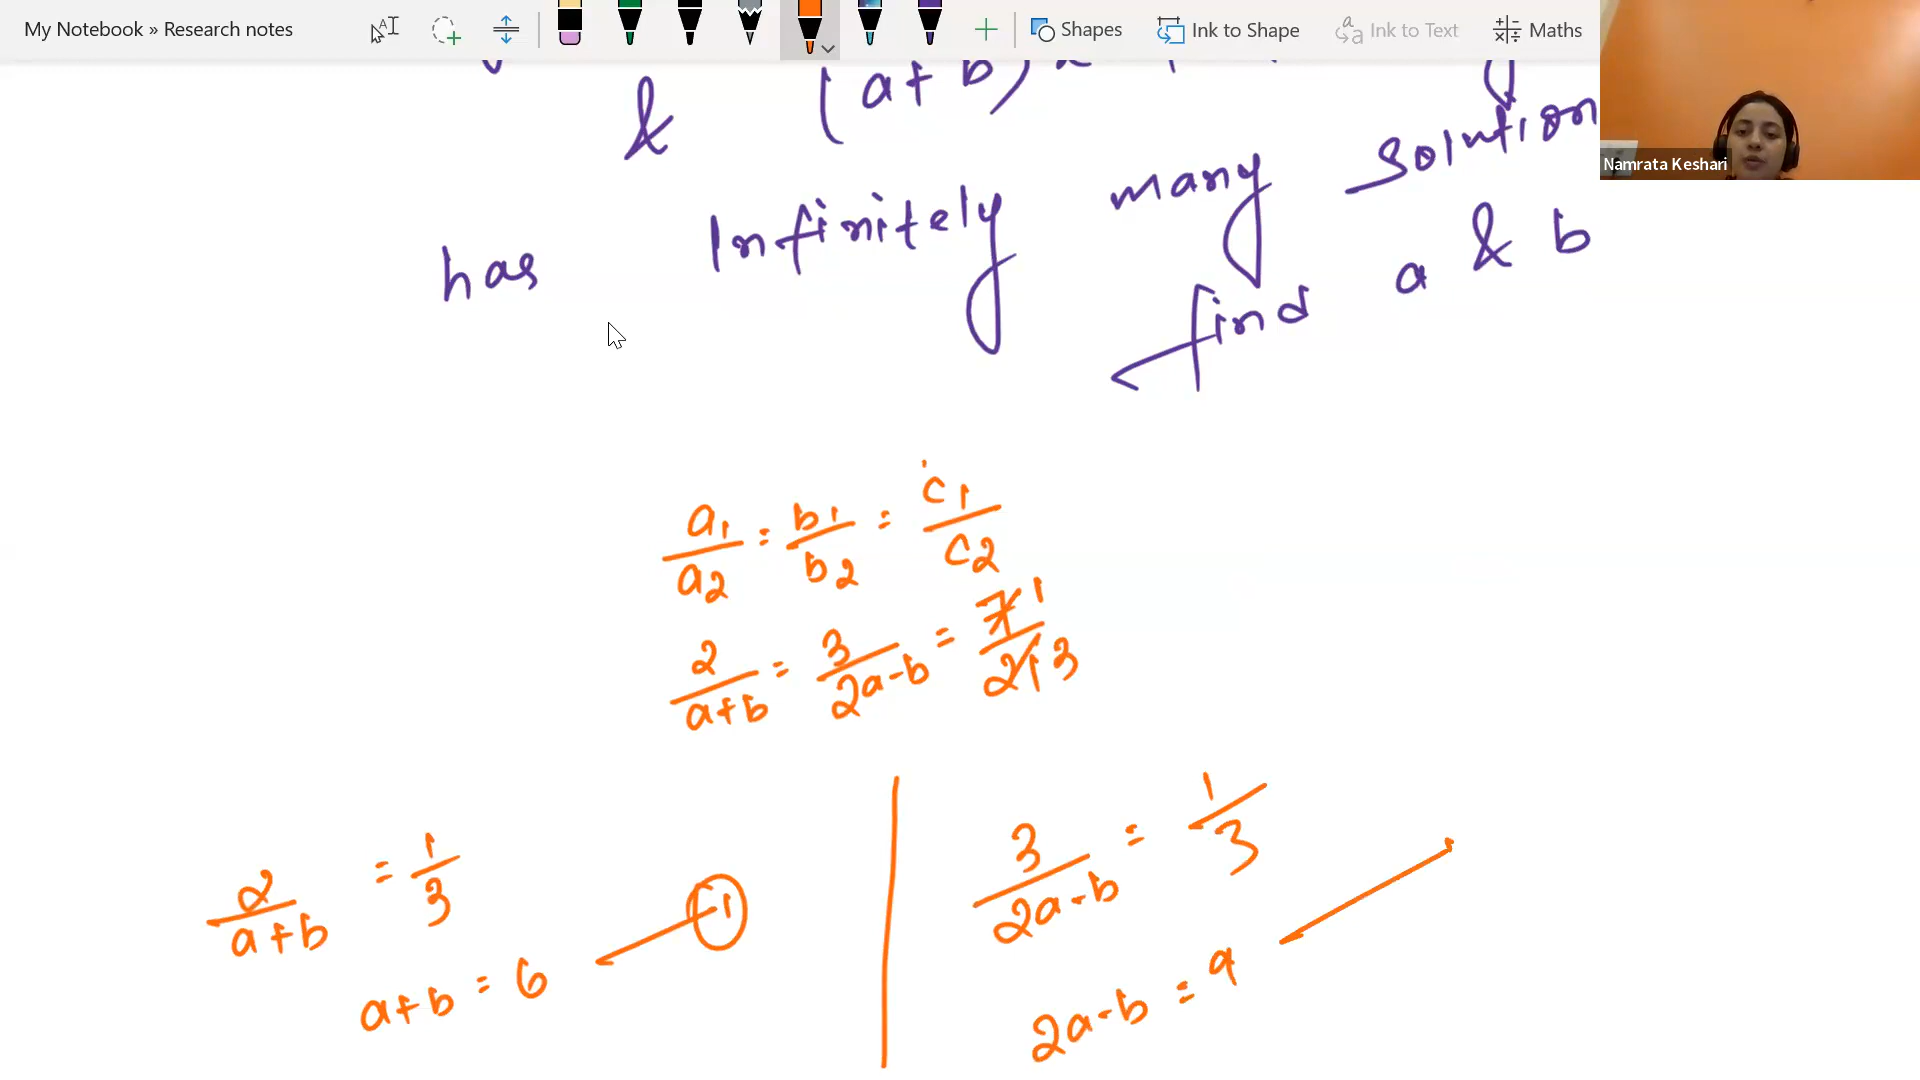 My Notebook » Research notes
Shapes
Ink to Shape
Ink to Text
Maths
Namrata Keshari
& (a+b)
has Infinitely many solution
find a & b
a1/a2 = b1/b2 = c1/c2
2/a+b = 3/2a-b = 7/21 1 3
2/a+b = 1/3
a+b = 6
1
3/2a-b = 1/3
2a-b = 9